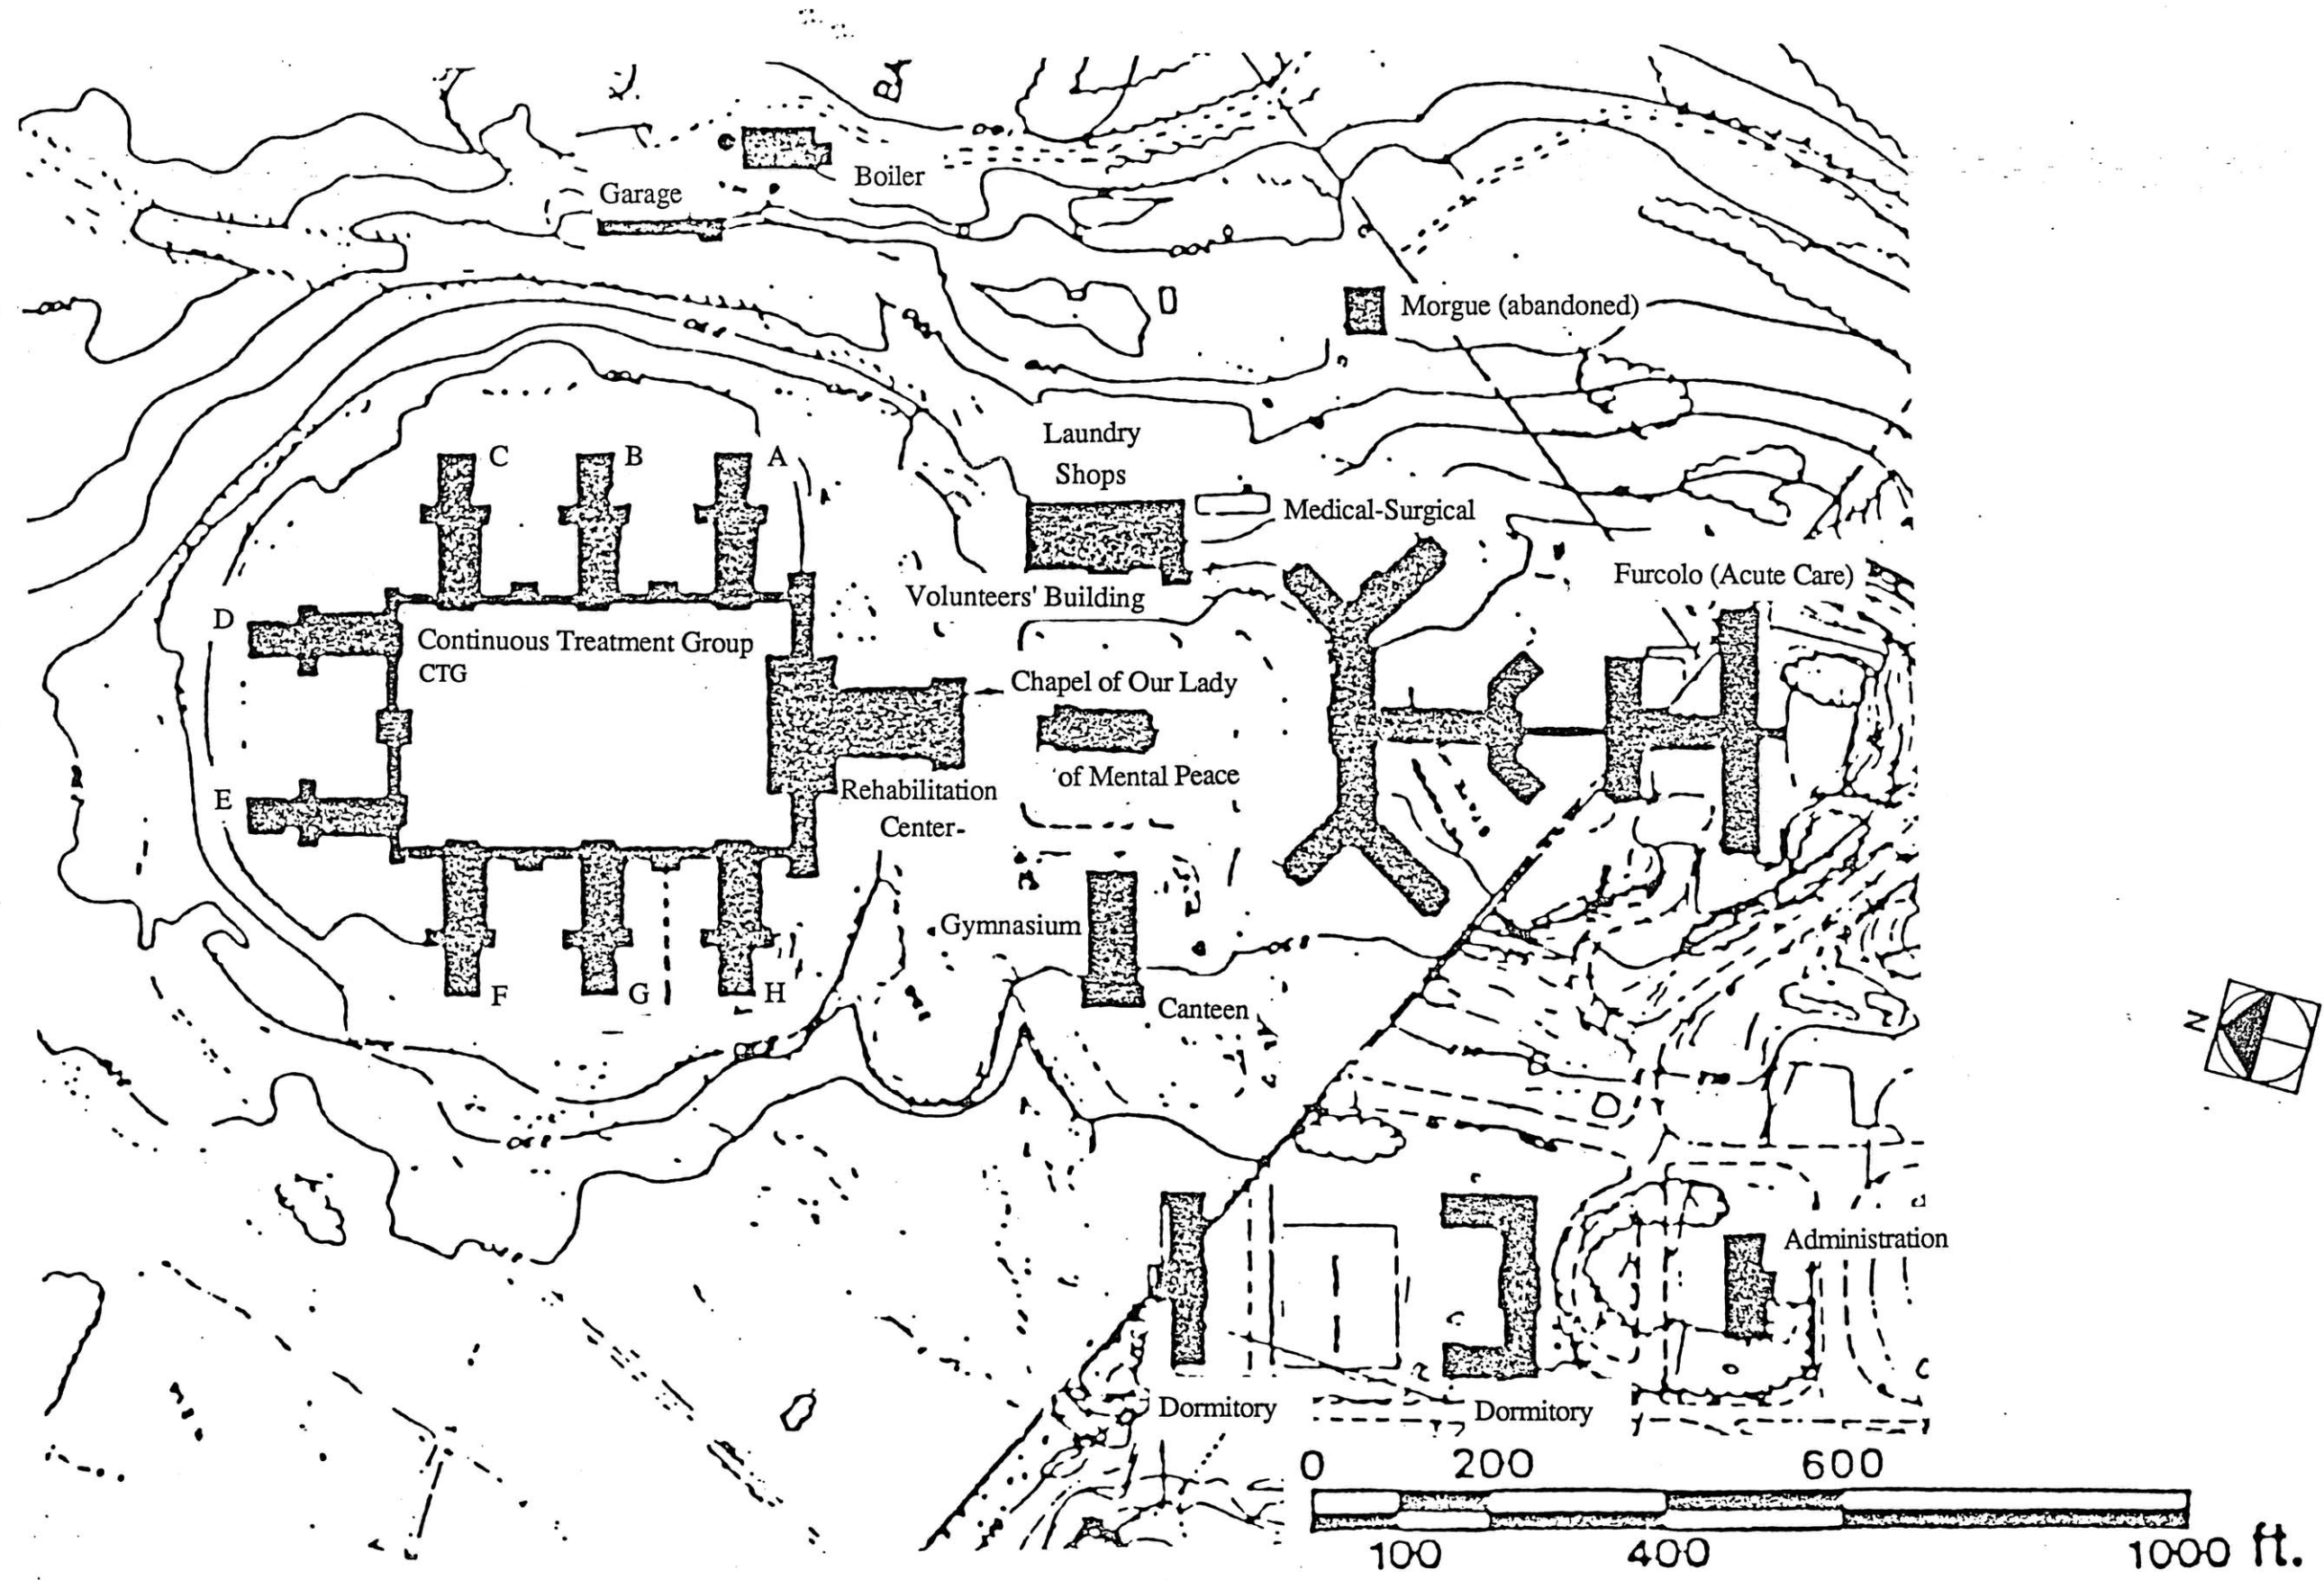 Boiler
Garage
Morgue (abandoned)
Laundry
Shops
C
B
A
Medical-Surgical
Furcolo (Acute Care)
Volunteers' Building
D
Continuous Treatment Group
CTG
Chapel of Our Lady
of Mental Peace
E
Rehabilitation
Center-
Gymnasium
F
G
H
Canteen
N
Administration
Dormitory
Dormitory
0 200 600
100 400 1000 ft.